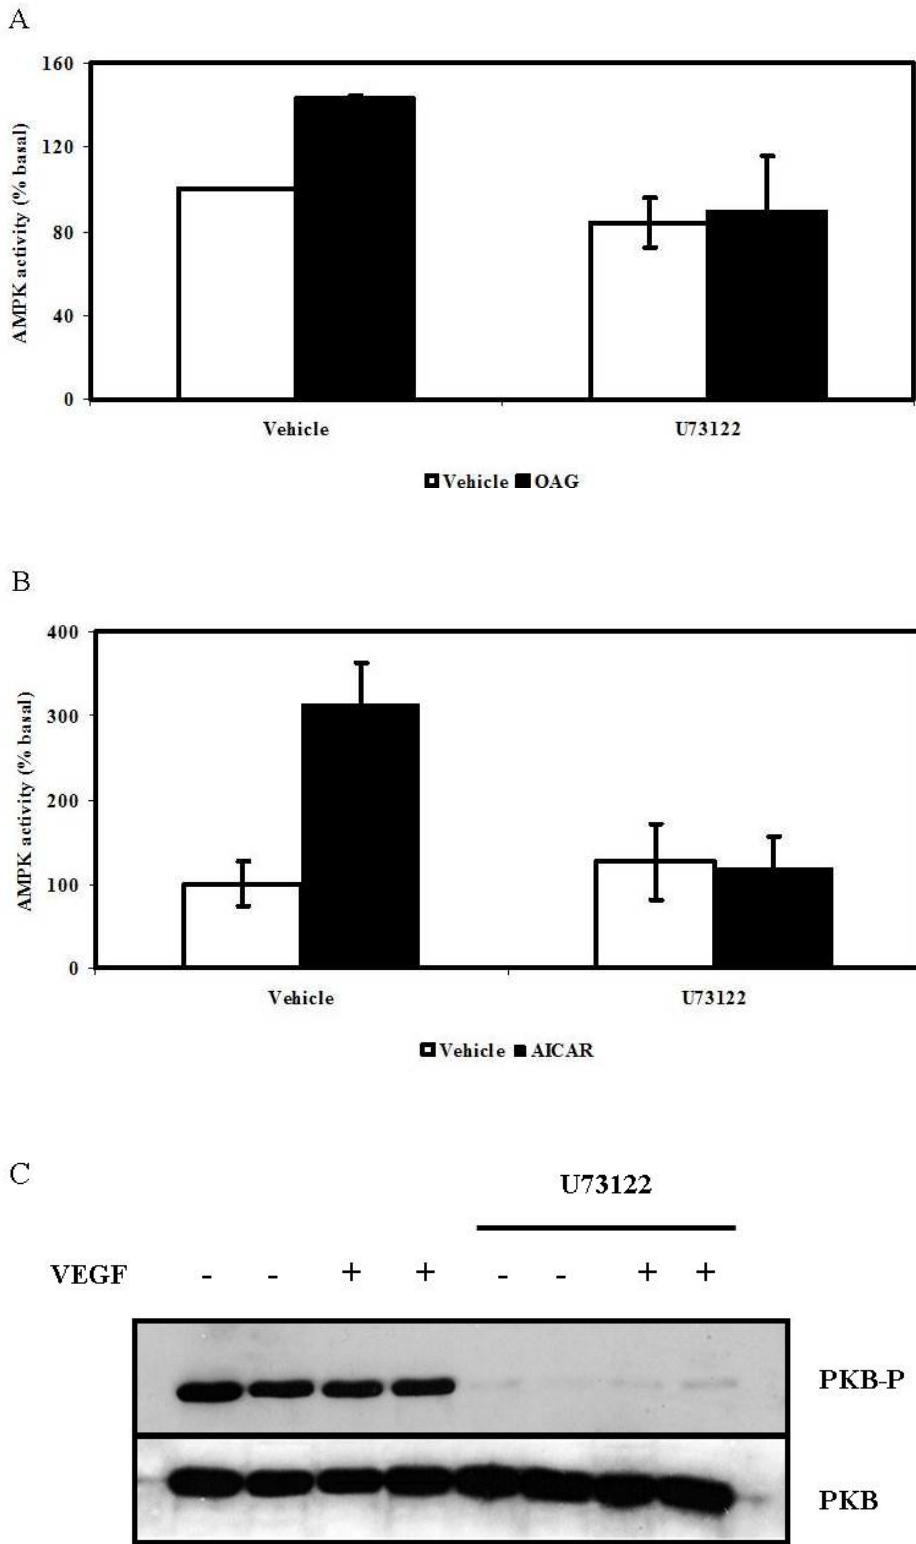 A
160
120
80
40
0
AMPK activity (% basal)
Vehicle U73122
Vehicle OAG
B
400
300
200
100
0
AMPK activity (% basal)
Vehicle U73122
Vehicle AICAR
C
U73122
VEGF - - + + - - + +
PKB-P
PKB